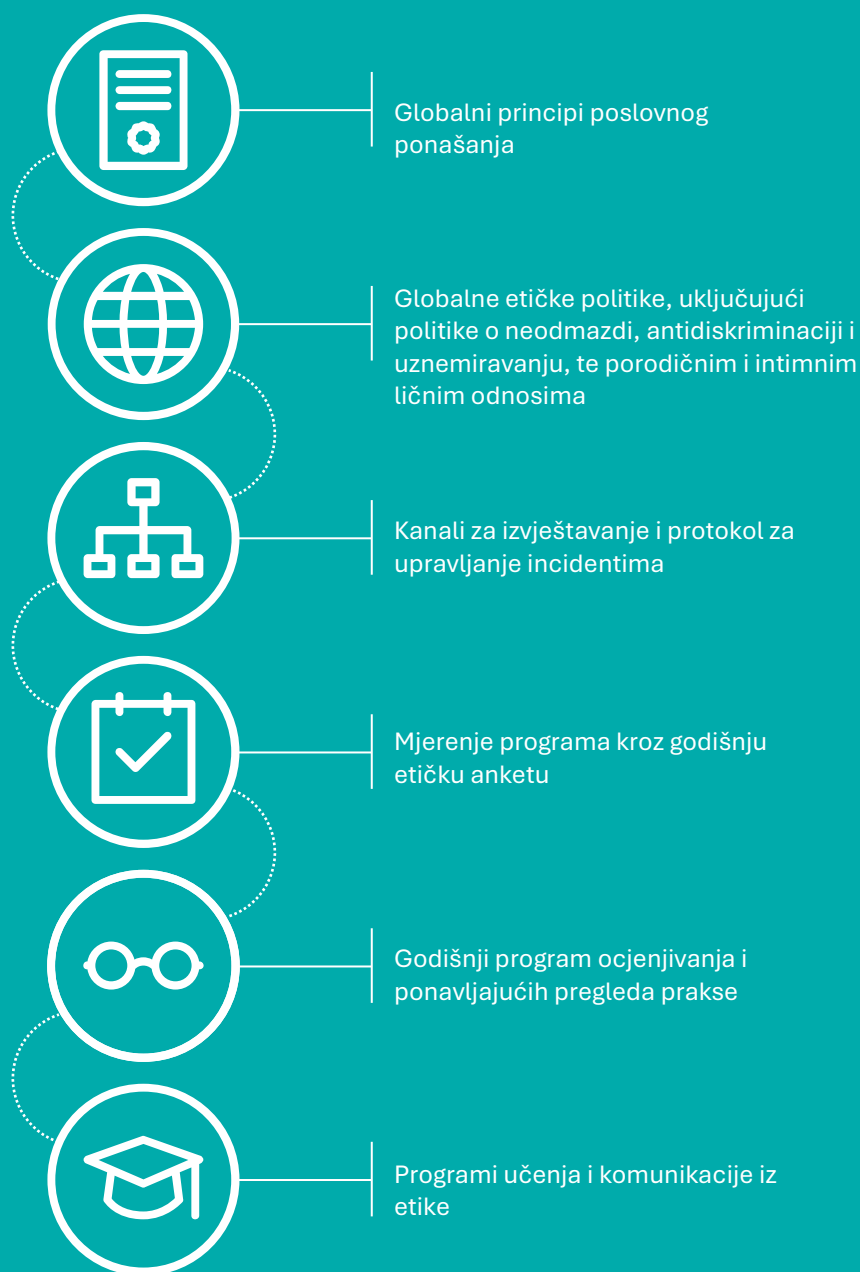 Globalni principi poslovnog
ponašanja
Globalne etičke politike, uključujući
politike o neodmazdi, antidiskriminaciji i
uznemiravanju, te porodičnim i intimnim
ličnim odnosima
Kanali za izvještavanje i protokol za
upravljanje incidentima
Mjerenje programa kroz godišnju
etičku anketu
Godišnji program ocjenjivanja i
ponavljajućih pregleda prakse
Programi učenja i komunikacije iz
etike